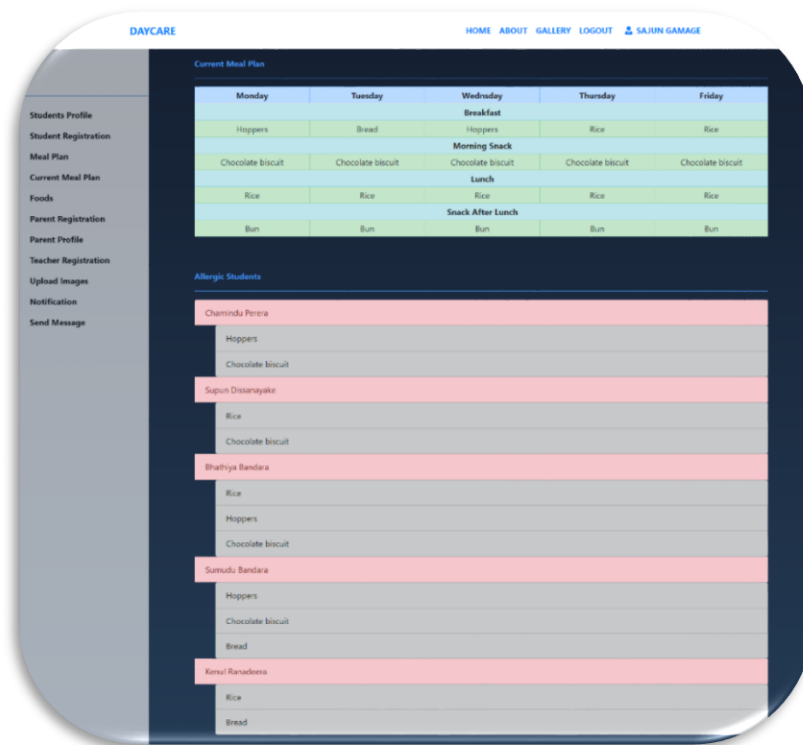 DAYCARE HOME ABOUT GALLERY LOGOUT SAJUN GAMAGE
Students Profile
Student Registration
Meal Plan
Current Meal Plan
Foods
Parent Registration
Parent Profile
Teacher Registration
Upload Images
Notification
Send Message
Current Meal Plan
Monday Tuesday Wednsday Thursday Friday
Breakfast
Hoppers Bread Hoppers Rice Rice
Morning Snack
Chocolate biscuit Chocolate biscuit Chocolate biscuit Chocolate biscuit Chocolate biscuit
Lunch
Rice Rice Rice Rice Rice
Snack After Lunch
Bun Bun Bun Bun Bun
Allergic Students
Chamindu Perera
Hoppers
Chocolate biscuit
Supun Dissanayake
Rice
Chocolate biscuit
Bhathiya Bandara
Rice
Hoppers
Chocolate biscuit
Sumudu Bandara
Hoppers
Chocolate biscuit
Bread
Kenul Ranadeera
Rice
Bread